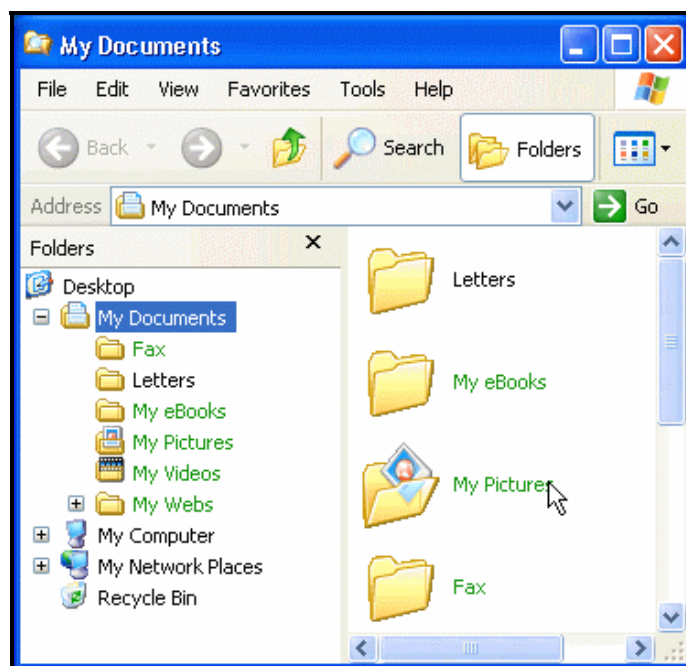 My Documents
File Edit View Favorites Tools Help
Back Search Folders
Address My Documents Go
Folders
Desktop
My Documents
Fax
Letters
My eBooks
My Pictures
My Videos
My Webs
My Computer
My Network Places
Recycle Bin
Letters
My eBooks
My Pictures
Fax